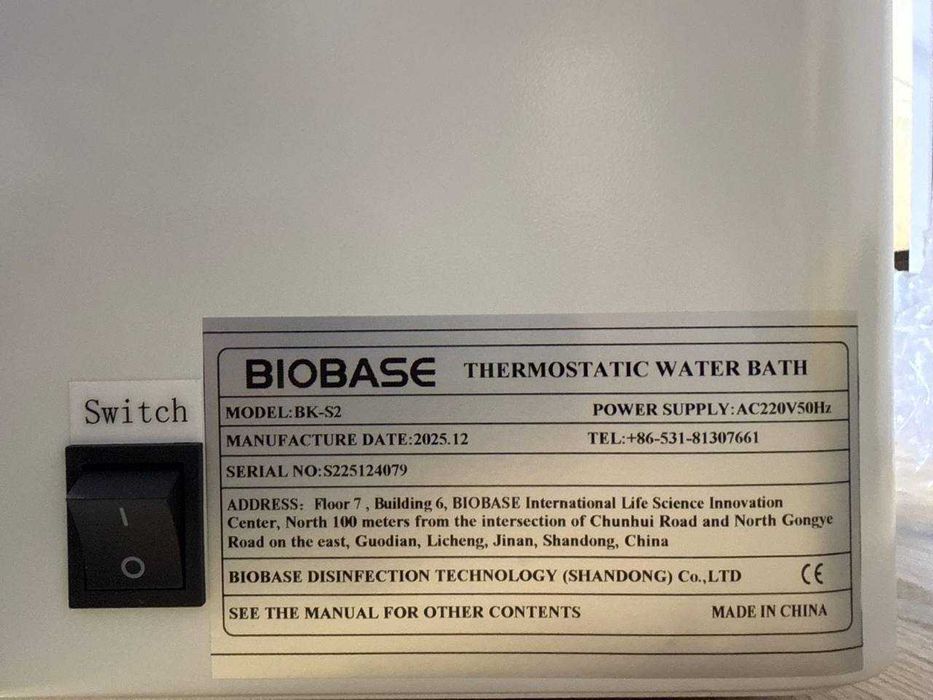 BIOBASE THERMOSTATIC WATER BATH
MODEL:BK-S2 POWER SUPPLY:AC220V50Hz
MANUFACTURE DATE:2025.12 TEL:+86-531-81307661
SERIAL NO:S225124079
ADDRESS: Floor 7 , Building 6, BIOBASE International Life Science Innovation
Center, North 100 meters from the intersection of Chunhui Road and North Gongye
Road on the east, Guodian, Licheng, Jinan, Shandong, China
BIOBASE DISINFECTION TECHNOLOGY (SHANDONG) Co.,LTD CE
SEE THE MANUAL FOR OTHER CONTENTS MADE IN CHINA
Switch
I
O